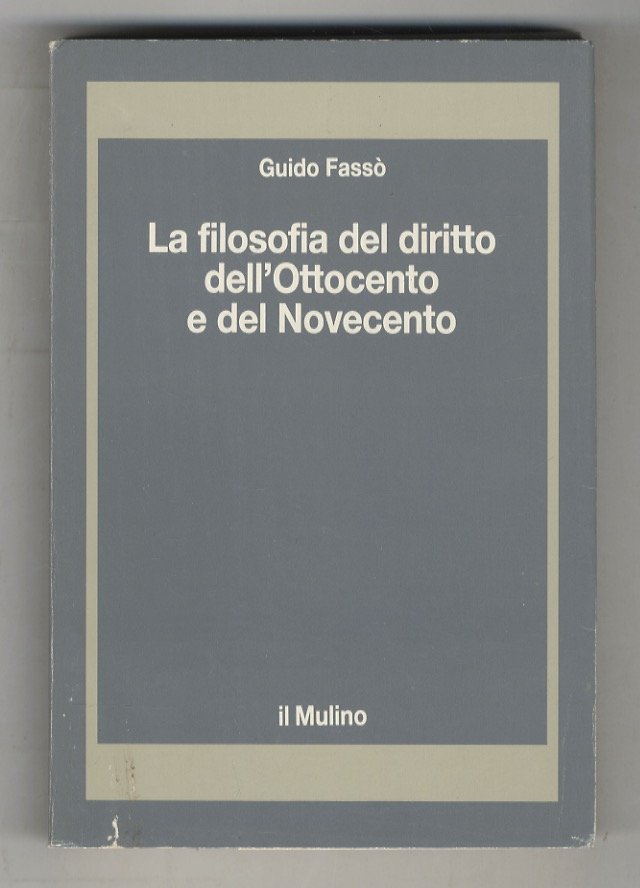 Guido Fassò
La filosofia del diritto
dell'Ottocento
e del Novecento
il Mulino